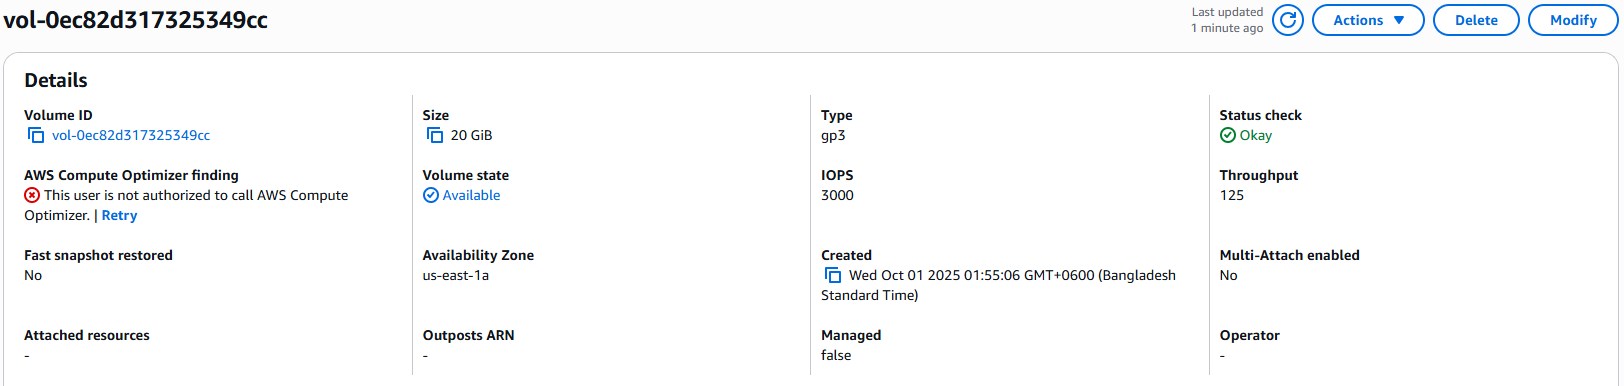 vol-0ec82d317325349cc
Last updated
1 minute ago
Actions
Delete
Modify
Details
Volume ID
vol-0ec82d317325349cc
Size
20 GiB
Type
gp3
Status check
Okay
AWS Compute Optimizer finding
This user is not authorized to call AWS Compute
Optimizer. | Retry
Volume state
Available
IOPS
3000
Throughput
125
Fast snapshot restored
No
Availability Zone
us-east-1a
Created
Wed Oct 01 2025 01:55:06 GMT+0600 (Bangladesh
Standard Time)
Multi-Attach enabled
No
Attached resources
-
Outposts ARN
-
Managed
false
Operator
-